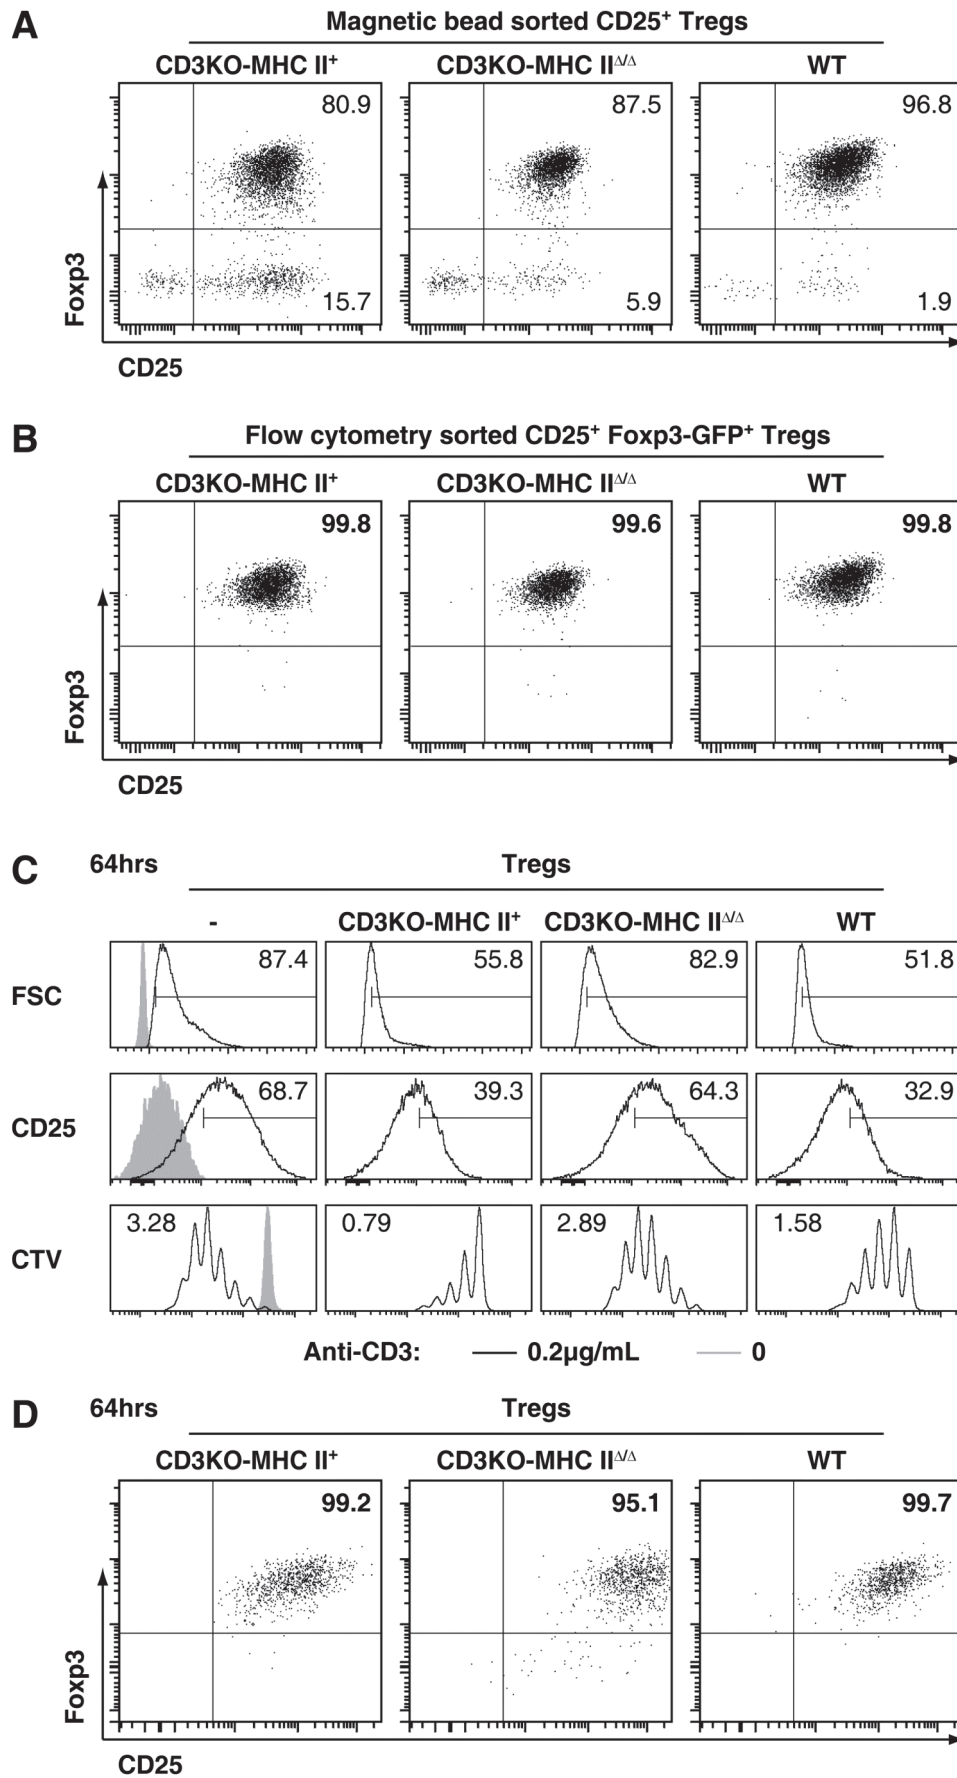 A
Magnetic bead sorted CD25⁺ Tregs
CD3KO-MHC II⁺ CD3KO-MHC IIᐞ/ᐞ WT
80.9 87.5 96.8
Foxp3
15.7 5.9 1.9
CD25
B
Flow cytometry sorted CD25⁺ Foxp3-GFP⁺ Tregs
CD3KO-MHC II⁺ CD3KO-MHC IIᐞ/ᐞ WT
99.8 99.6 99.8
Foxp3
CD25
C 64hrs Tregs
- CD3KO-MHC II⁺ CD3KO-MHC IIᐞ/ᐞ WT
FSC 87.4 55.8 82.9 51.8
CD25 68.7 39.3 64.3 32.9
CTV 3.28 0.79 2.89 1.58
Anti-CD3: 0.2µg/mL 0
D 64hrs Tregs
CD3KO-MHC II⁺ CD3KO-MHC IIᐞ/ᐞ WT
99.2 95.1 99.7
Foxp3
CD25